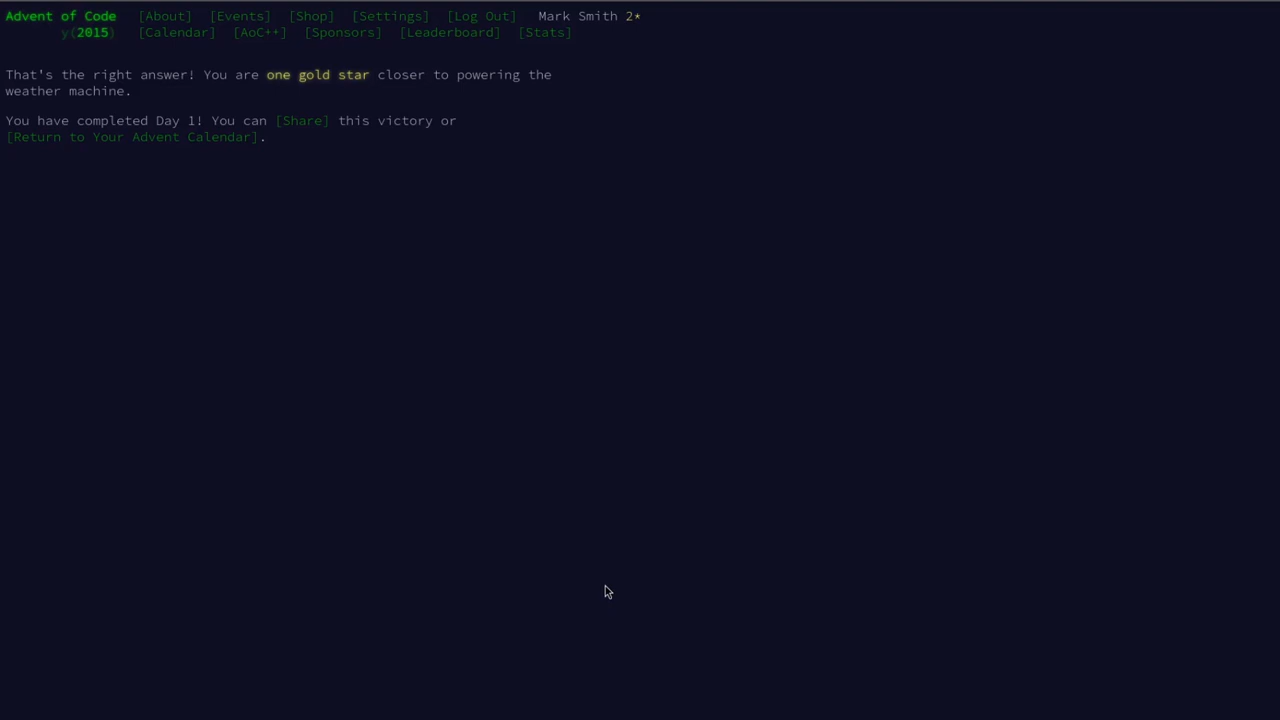 Advent of Code [About] [Events] [Shop] [Settings] [Log Out] Mark Smith 2*
y(2015) [Calendar] [AoC++] [Sponsors] [Leaderboard] [Stats]
That's the right answer! You are one gold star closer to powering the
weather machine.
You have completed Day 1! You can [Share] this victory or
[Return to Your Advent Calendar].